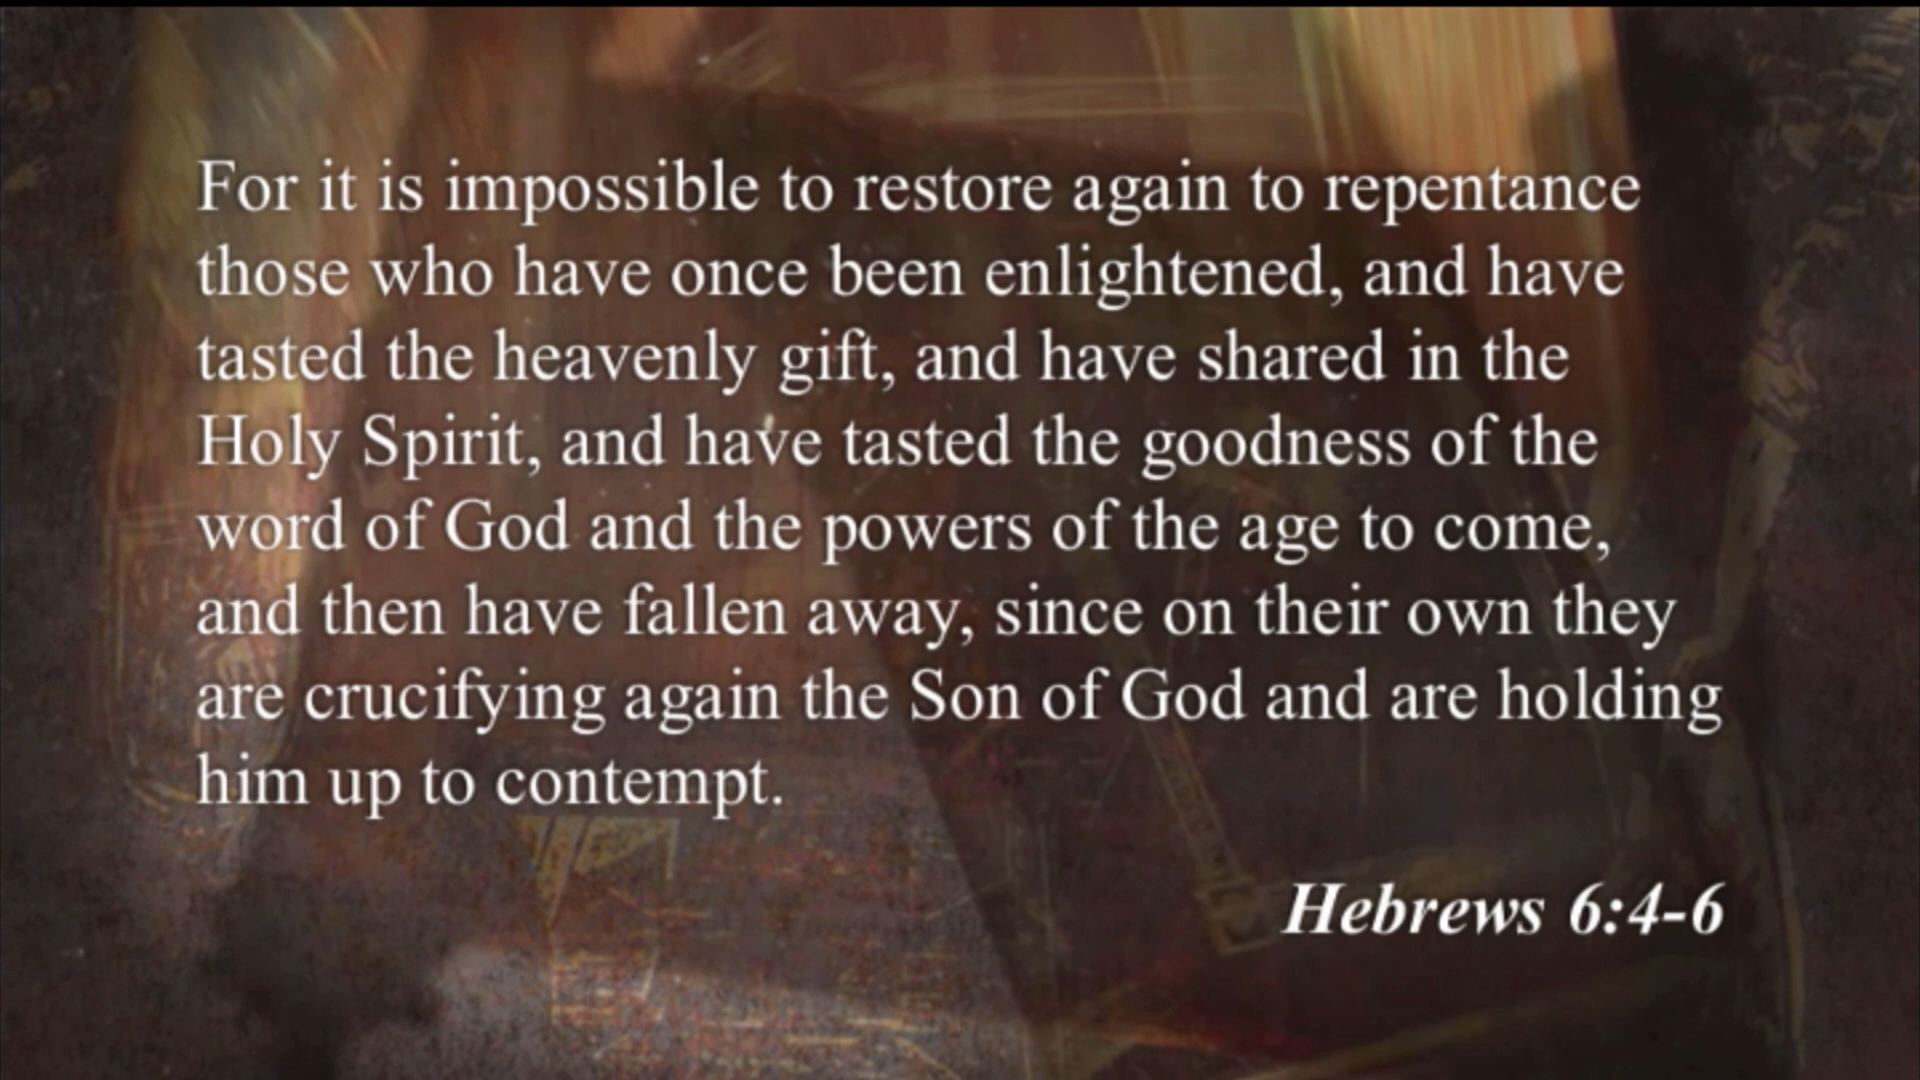 For it is impossible to restore again to repentance
those who have once been enlightened, and have
tasted the heavenly gift, and have shared in the
Holy Spirit, and have tasted the goodness of the
word of God and the powers of the age to come,
and then have fallen away, since on their own they
are crucifying again the Son of God and are holding
him up to contempt.
Hebrews 6:4-6